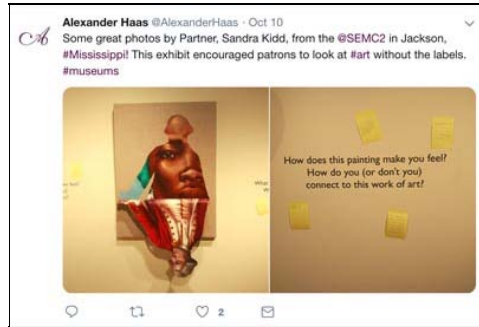 Alexander Haas @AlexanderHaas · Oct 10
Some great photos by Partner, Sandra Kidd, from the @SEMC2 in Jackson,
#Mississippi! This exhibit encouraged patrons to look at #art without the labels.
#museums
How does this painting make you feel?
How do you (or don't you)
connect to this work of art?
2